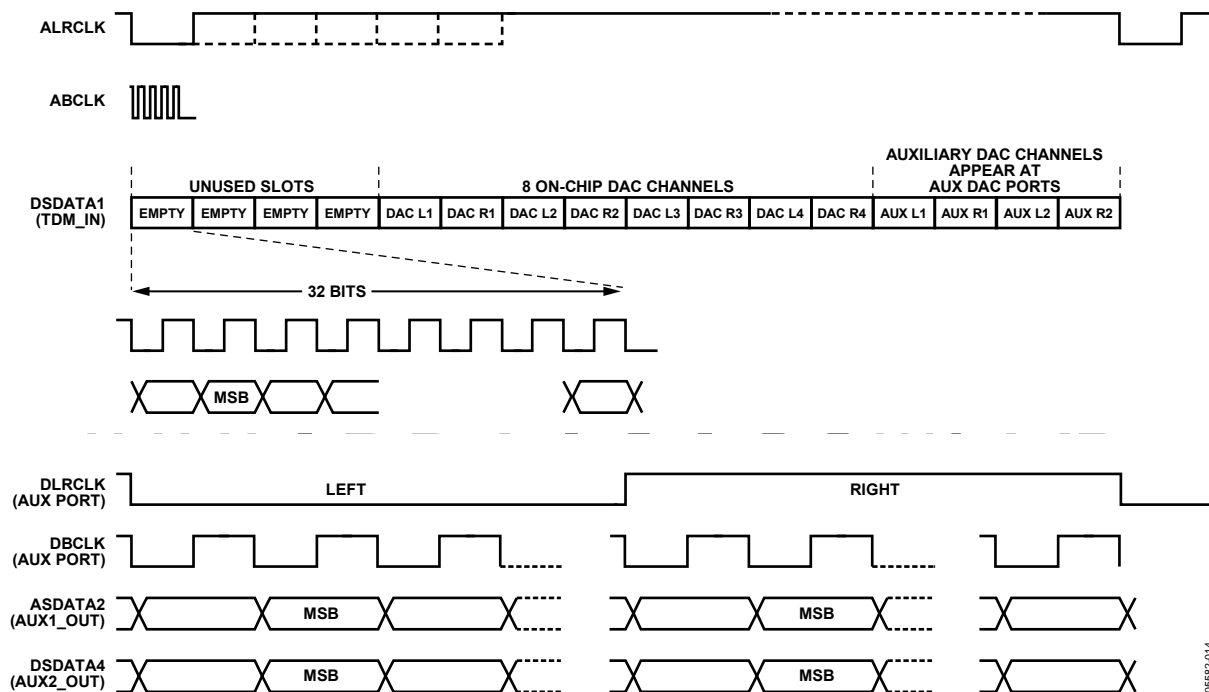 ALRCLK
ABCLK
AUXILIARY DAC CHANNELS
APPEAR AT
AUX DAC PORTS
UNUSED SLOTS
8 ON-CHIP DAC CHANNELS
DSDATA1
(TDM_IN)
EMPTY EMPTY EMPTY EMPTY DAC L1 DAC R1 DAC L2 DAC R2 DAC L3 DAC R3 DAC L4 DAC R4 AUX L1 AUX R1 AUX L2 AUX R2
32 BITS
MSB
DLRCLK
(AUX PORT)
LEFT
RIGHT
DBCLK
(AUX PORT)
ASDATA2
(AUX1_OUT)
MSB
MSB
DSDATA4
(AUX2_OUT)
MSB
MSB
05582-014